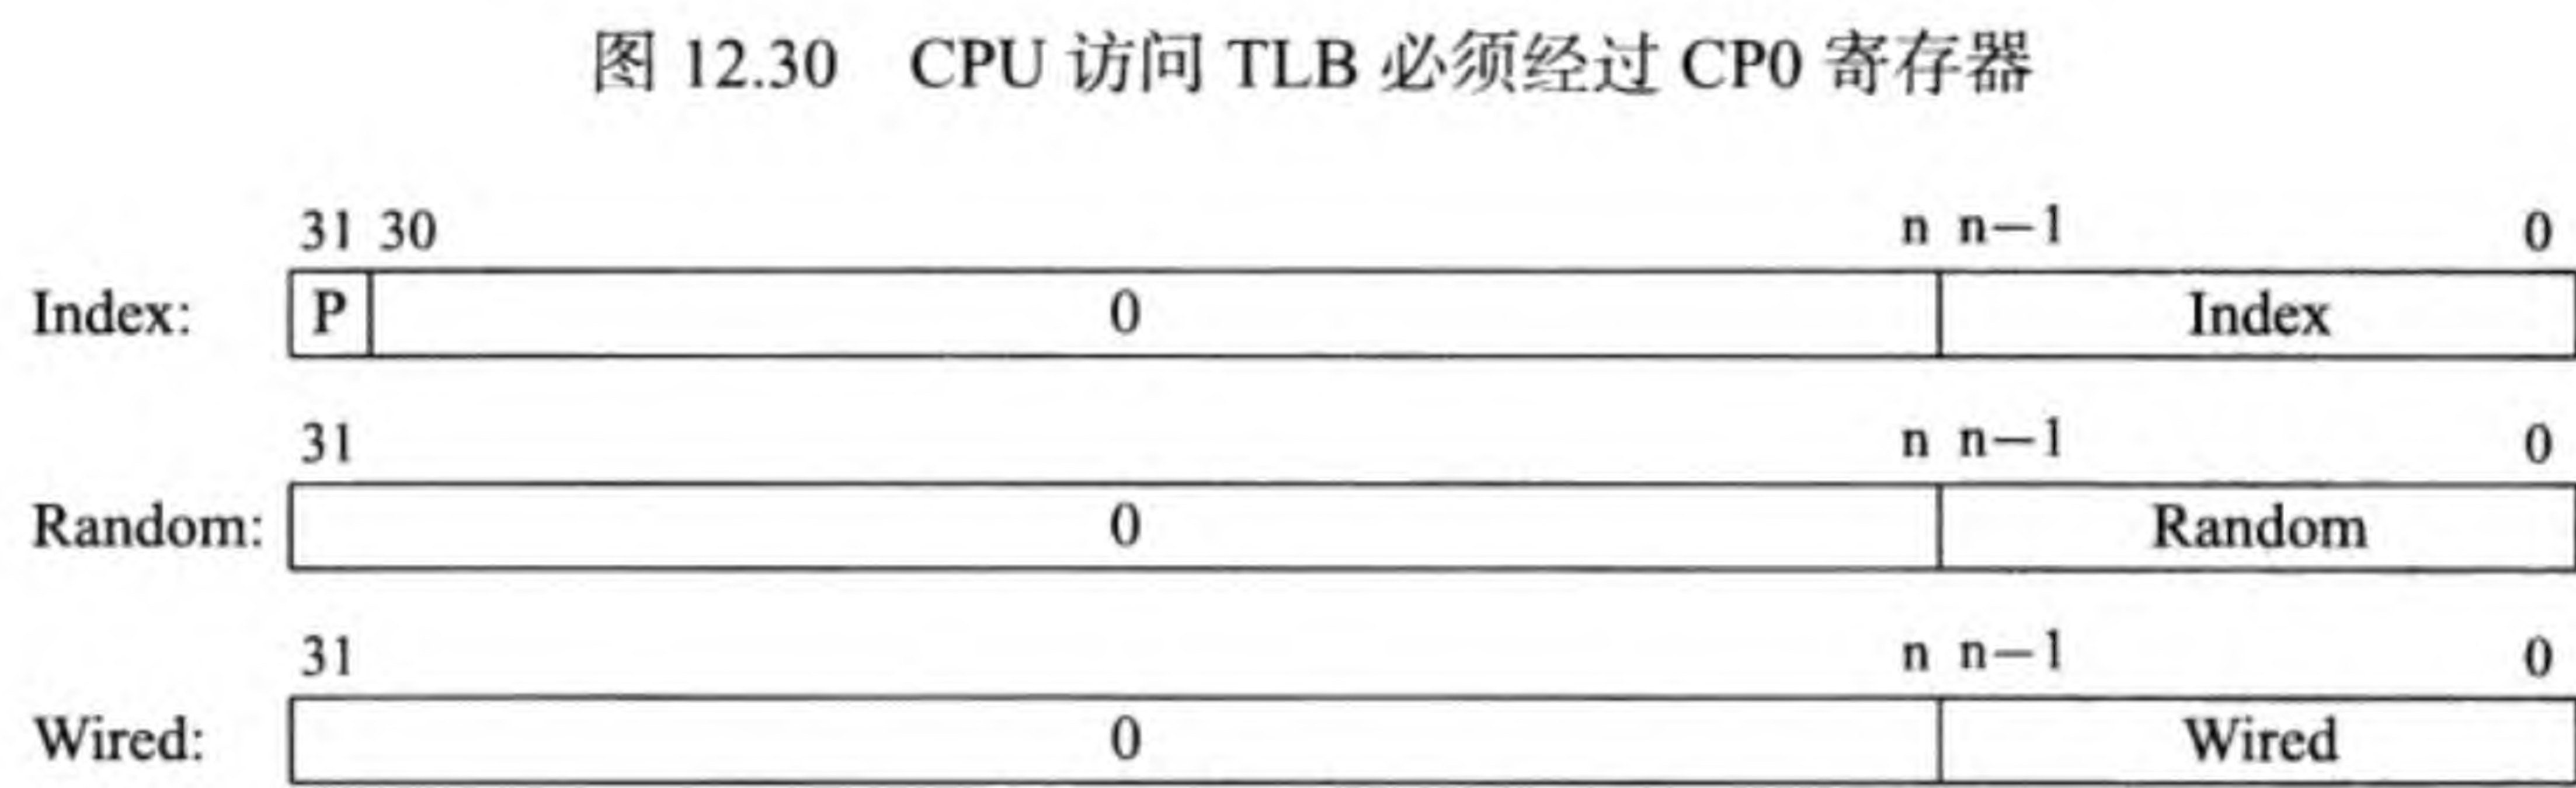 图 12.30 CPU 访问 TLB 必须经过 CP0 寄存器
31 30 n n−1 0
Index: P 0 Index
31 n n−1 0
Random: 0 Random
31 n n−1 0
Wired: 0 Wired